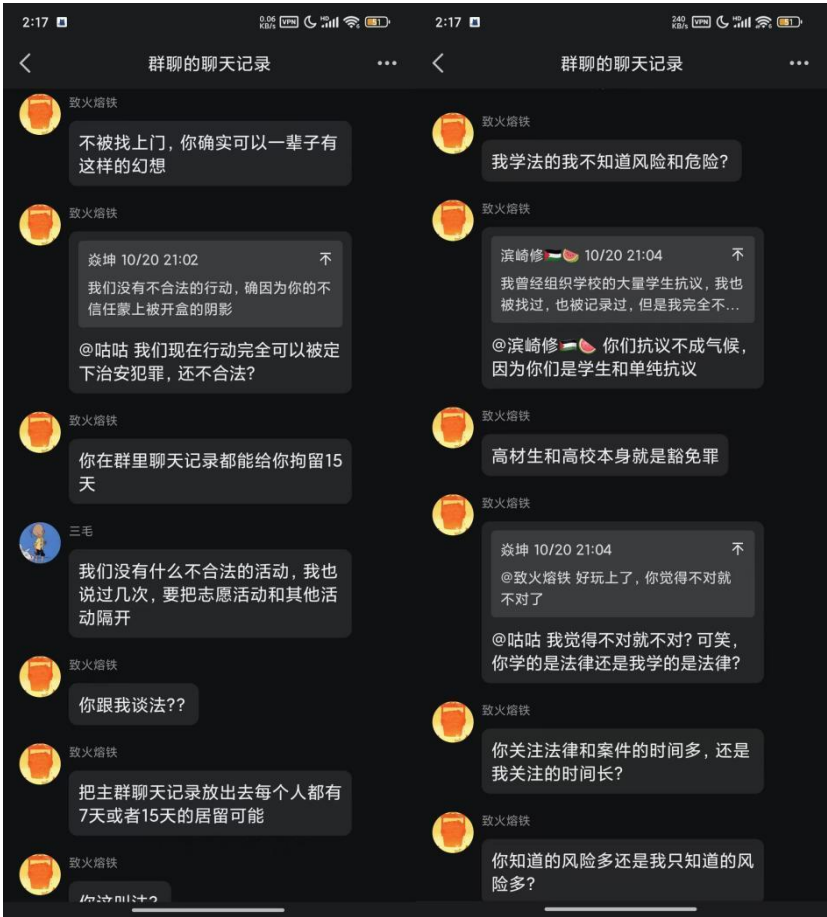 2:17
0.06 KB/s VPN HD 5G 51
群聊的聊天记录
致火熔铁
不被找上门，你确实可以一辈子有
这样的幻想
致火熔铁
焱坤 10/20 21:02
我们没有不合法的行动，确因为你的不
信任蒙上被开盒的阴影
@咕咕 我们现在行动完全可以被定
下治安犯罪，还不合法?
致火熔铁
你在群里聊天记录都能给你拘留15
天
三毛
我们没有什么不合法的活动，我也
说过几次，要把志愿活动和其他活
动隔开
致火熔铁
你跟我谈法??
致火熔铁
把主群聊天记录放出去每个人都有
7天或者15天的居留可能
致火熔铁
你这叫法?
2:17
240 KB/s VPN HD 5G 51
群聊的聊天记录
致火熔铁
我学法的我不知道风险和危险?
致火熔铁
滨崎修🇵🇸🍉 10/20 21:04
我曾经组织学校的大量学生抗议，我也
被找过，也被记录过，但是我完全不...
@滨崎修🇵🇸🍉 你们抗议不成气候，
因为你们是学生和单纯抗议
致火熔铁
高材生和高校本身就是豁免罪
致火熔铁
焱坤 10/20 21:04
@致火熔铁 好玩上了，你觉得不对就
不对了
@咕咕 我觉得不对就不对? 可笑，
你学的是法律还是我学的是法律?
致火熔铁
你关注法律和案件的时间多，还是
我关注的时间长?
致火熔铁
你知道的风险多还是我只知道的风
险多?